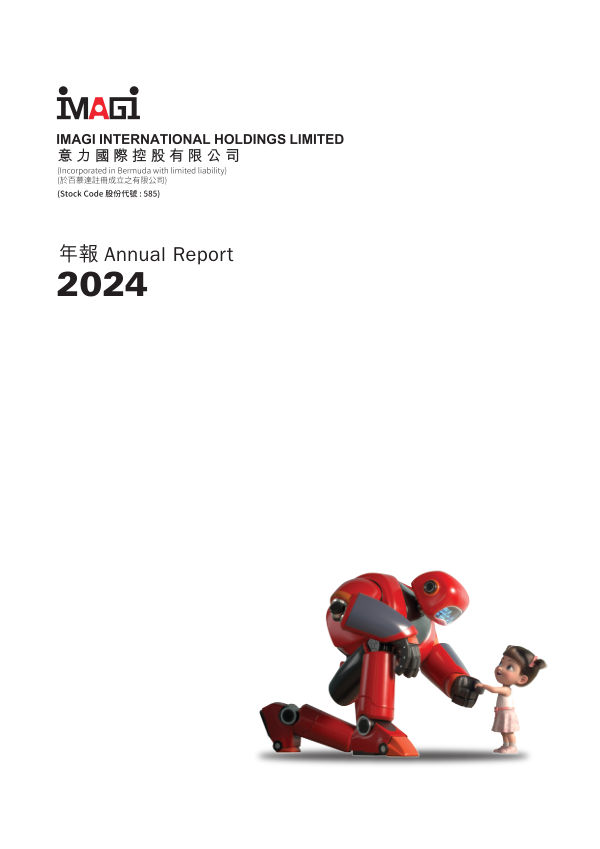 iMAGi
IMAGI INTERNATIONAL HOLDINGS LIMITED
意力國際控股有限公司
(Incorporated in Bermuda with limited liability)
(於百慕達註冊成立之有限公司)
(Stock Code 股份代號 : 585)
年報 Annual Report
2024